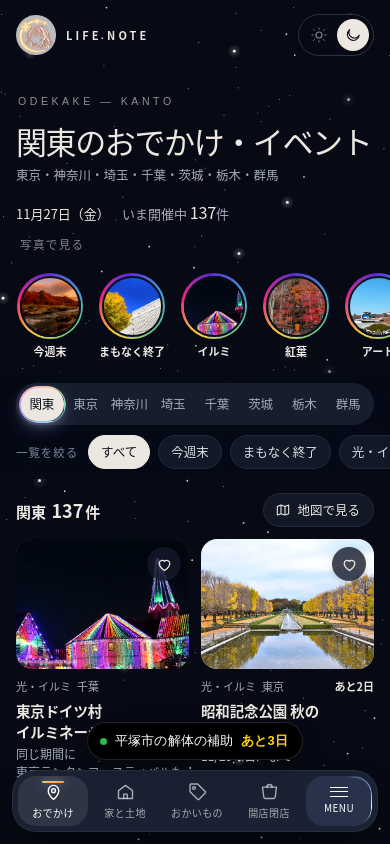 LIFE.NOTE
ODEKAKE — KANTO
関東のおでかけ・イベント
東京・神奈川・埼玉・千葉・茨城・栃木・群馬
11月27日（金） いま開催中 137件
写真で見る
今週末 まもなく終了 イルミ 紅葉 アート
関東 東京 神奈川 埼玉 千葉 茨城 栃木 群馬
一覧を絞る すべて 今週末 まもなく終了 光・イ
関東 137件 地図で見る
光・イルミ 千葉
東京ドイツ村
イルミネー
同じ期間に
光・イルミ 東京 あと2日
昭和記念公園 秋の
平塚市の解体の補助 あと3日
おでかけ 家と土地 おかいもの 開店閉店 MENU